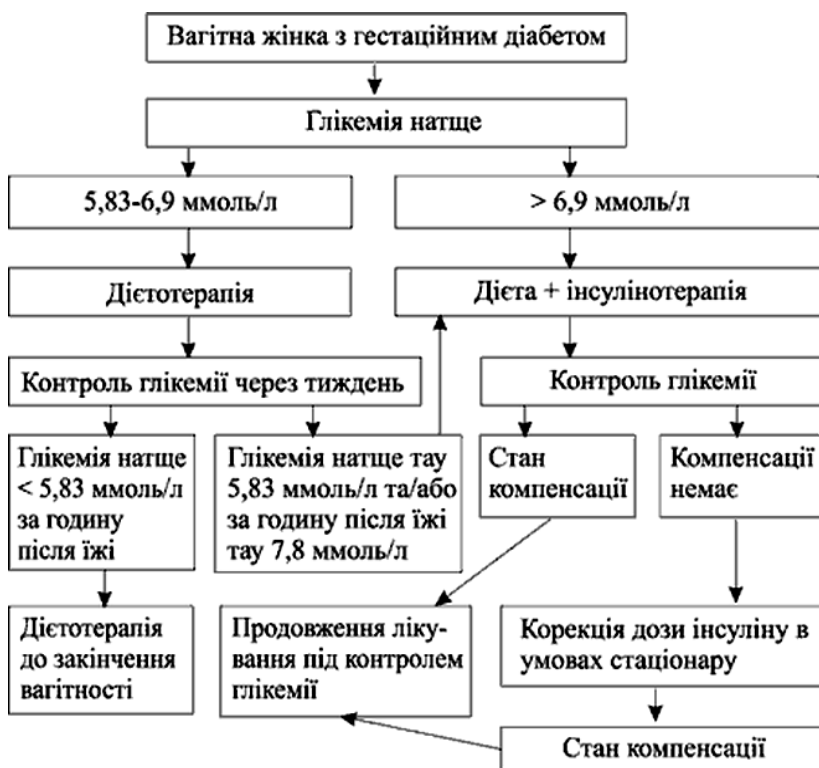 Вагітна жінка з гестаційним діабетом
Глікемія натще
5,83-6,9 ммоль/л
> 6,9 ммоль/л
Дієтотерапія
Дієта + інсулінотерапія
Контроль глікемії через тиждень
Контроль глікемії
Глікемія натще
< 5,83 ммоль/л
за годину
після їжі
Глікемія натще тау
5,83 ммоль/л та/або
за годину після їжі
тау 7,8 ммоль/л
Стан
компенсації
Компенсації
немає
Дієтотерапія
до закінчення
вагітності
Продовження ліку-
вання під контролем
глікемії
Корекція дози інсуліну в
умовах стаціонару
Стан компенсації